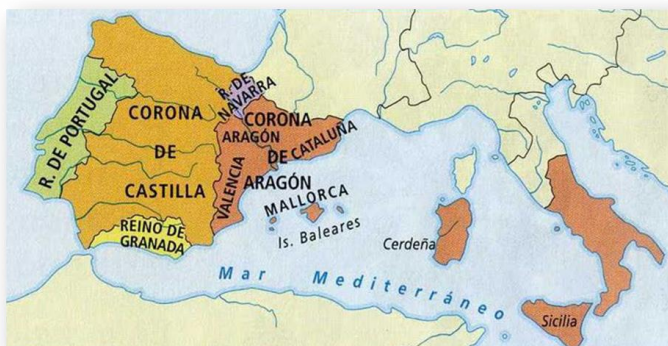 R. DE PORTUGAL
CORONA
DE
CASTILLA
REINO DE
GRANADA
R. DE
NAVARRA
CORONA
DE
ARAGÓN
ARAGÓN
CATALUÑA
VALENCIA
MALLORCA
Is. Baleares
Cerdeña
Sicilia
Mar Mediterráneo